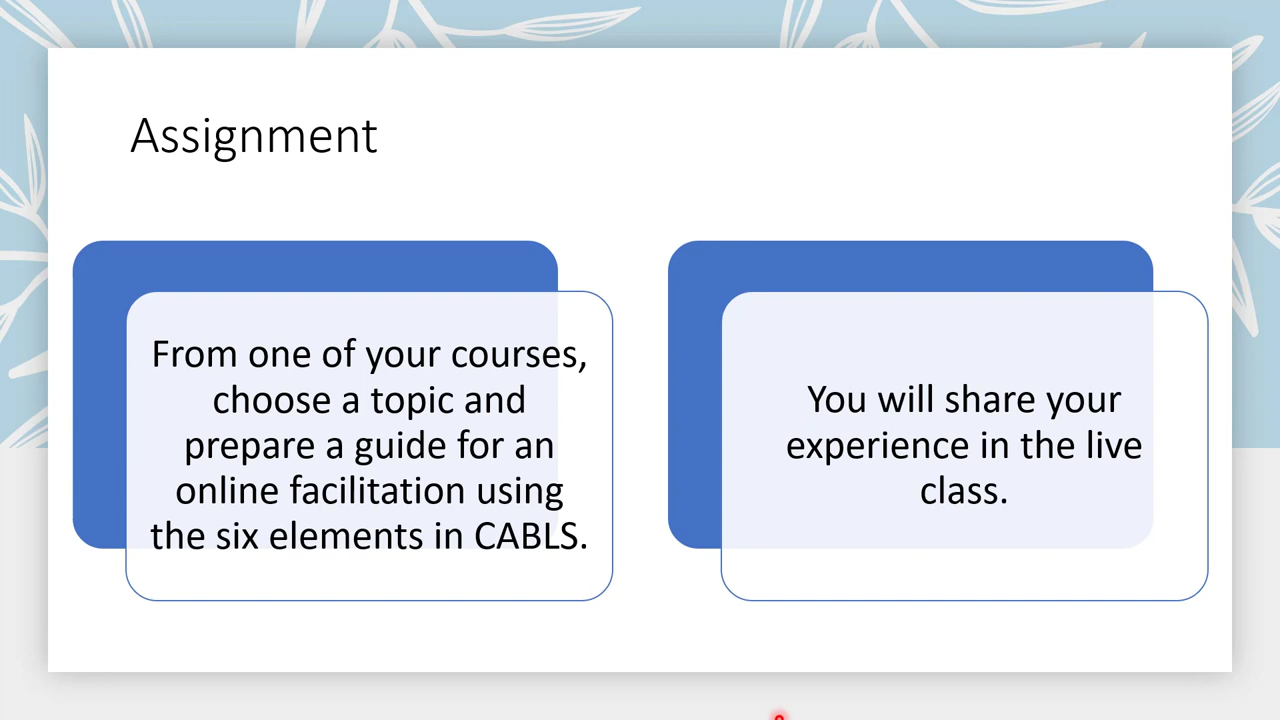 Assignment
From one of your courses,
choose a topic and
prepare a guide for an
online facilitation using
the six elements in CABLS.
You will share your
experience in the live
class.